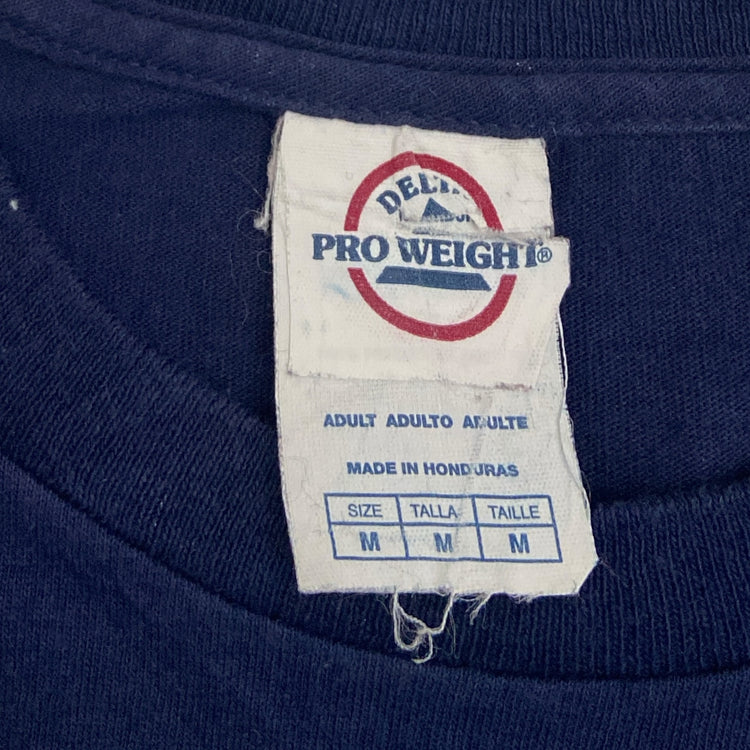 PRO WEIGHT®
ADULT ADULTO ADULTE
MADE IN HONDURAS
SIZE TALLA TAILLE
M M M